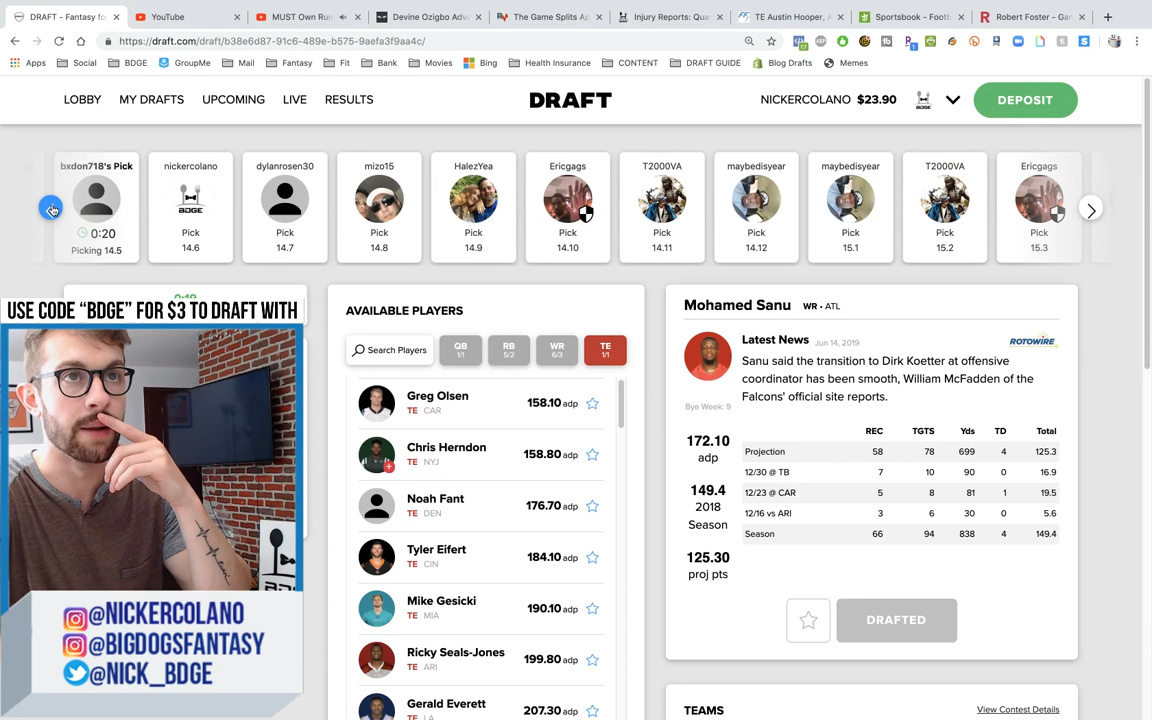 DRAFT - Fantasy fo
YouTube
MUST Own Run
Devine Ozigbo Adva
The Game Splits Ap
Injury Reports: Qua
TE Austin Hooper, A
Sportsbook - Footb
Robert Foster - Gam
https://draft.com/draft/b38e6d87-91c6-489e-b575-9aefa3f9aa4c/
Apps
Social
BDGE
GroupMe
Mail
Fantasy
Fit
Bank
Movies
Bing
Health Insurance
CONTENT
DRAFT GUIDE
Blog Drafts
Memes
LOBBY
MY DRAFTS
UPCOMING
LIVE
RESULTS
DRAFT
NICKERCOLANO $23.90
DEPOSIT
bxdon718's Pick
0:20
Picking 14.5
nickercolano
BDGE
Pick
14.6
dylanrosen30
Pick
14.7
mizo15
Pick
14.8
HalezYea
Pick
14.9
Ericgags
Pick
14.10
T2000VA
Pick
14.11
maybedisyear
Pick
14.12
maybedisyear
Pick
15.1
T2000VA
Pick
15.2
Ericgags
Pick
15.3
USE CODE "BDGE" FOR $3 TO DRAFT WITH
@NICKERCOLANO
@BIGDOGSFANTASY
@NICK_BDGE
AVAILABLE PLAYERS
Search Players
QB
1/1
RB
5/2
WR
6/3
TE
1/1
Greg Olsen
TE CAR
158.10 adp
Chris Herndon
TE NYJ
158.80 adp
Noah Fant
TE DEN
176.70 adp
Tyler Eifert
TE CIN
184.10 adp
Mike Gesicki
TE MIA
190.10 adp
Ricky Seals-Jones
TE ARI
199.80 adp
Gerald Everett
TE LA
207.30 adp
Mohamed Sanu WR • ATL
Latest News Jun 14, 2019
ROTOWIRE
Sanu said the transition to Dirk Koetter at offensive
coordinator has been smooth, William McFadden of the
Falcons' official site reports.
Bye Week: 9
172.10
adp
149.4
2018
Season
125.30
proj pts
REC TGTS Yds TD Total
Projection 58 78 699 4 125.3
12/30 @ TB 7 10 90 0 16.9
12/23 @ CAR 5 8 81 1 19.5
12/16 vs ARI 3 6 30 0 5.6
Season 66 94 838 4 149.4
DRAFTED
TEAMS
View Contest Details